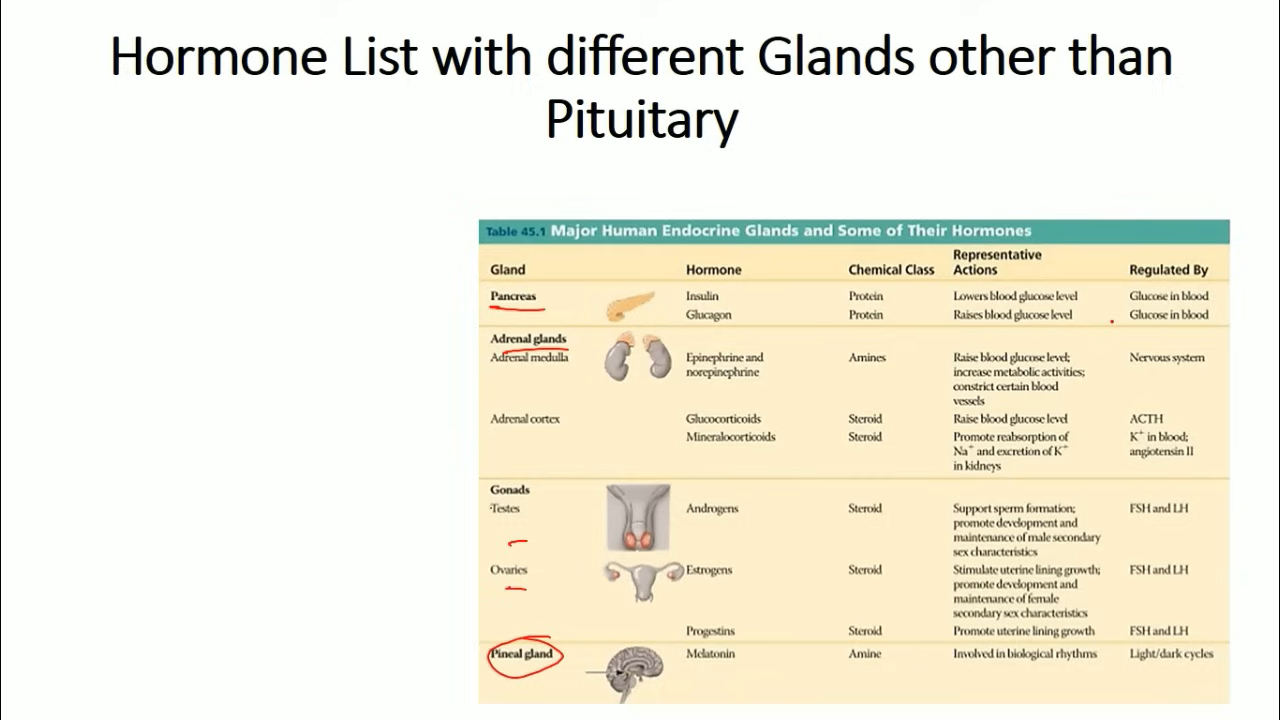 Hormone List with different Glands other than
Pituitary
Table 45.1 Major Human Endocrine Glands and Some of Their Hormones
Gland Hormone Chemical Class Representative Actions Regulated By
Pancreas Insulin Protein Lowers blood glucose level Glucose in blood
Glucagon Protein Raises blood glucose level Glucose in blood
Adrenal glands
Adrenal medulla Epinephrine and Amines Raise blood glucose level; Nervous system
norepinephrine increase metabolic activities;
constrict certain blood
vessels
Adrenal cortex Glucocorticoids Steroid Raise blood glucose level ACTH
Mineralocorticoids Steroid Promote reabsorption of K+ in blood;
Na+ and excretion of K+ angiotensin II
in kidneys
Gonads
Testes Androgens Steroid Support sperm formation; FSH and LH
promote development and
maintenance of male secondary
sex characteristics
Ovaries Estrogens Steroid Stimulate uterine lining growth; FSH and LH
promote development and
maintenance of female
secondary sex characteristics
Progestins Steroid Promote uterine lining growth FSH and LH
Pineal gland Melatonin Amine Involved in biological rhythms Light/dark cycles